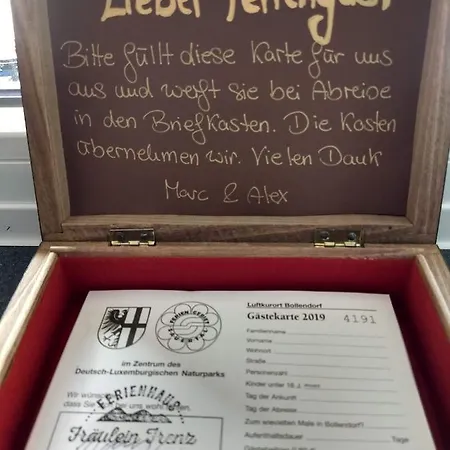 Lieber Feriengast
Bitte füllt diese Karte für uns
aus und werft sie bei Abreise
in den Briefkasten. Die Kosten
übernehmen wir. Vielen Dank
Marc & Alex
im Zentrum des
Deutsch-Luxemburgischen Naturparks
Wir
FERIENHAUS
Fräulein Trenz
Luftkurort Bollendorf
Gästekarte 2019 4191
Familienname
Vorname
Wohnort
Straße
Personenzahl
Kinder unter 16 J.
Tag der Ankunft
Tag der Abreise
Zum wievielten Male in Bollendorf?
Aufenthaltsdauer Tage